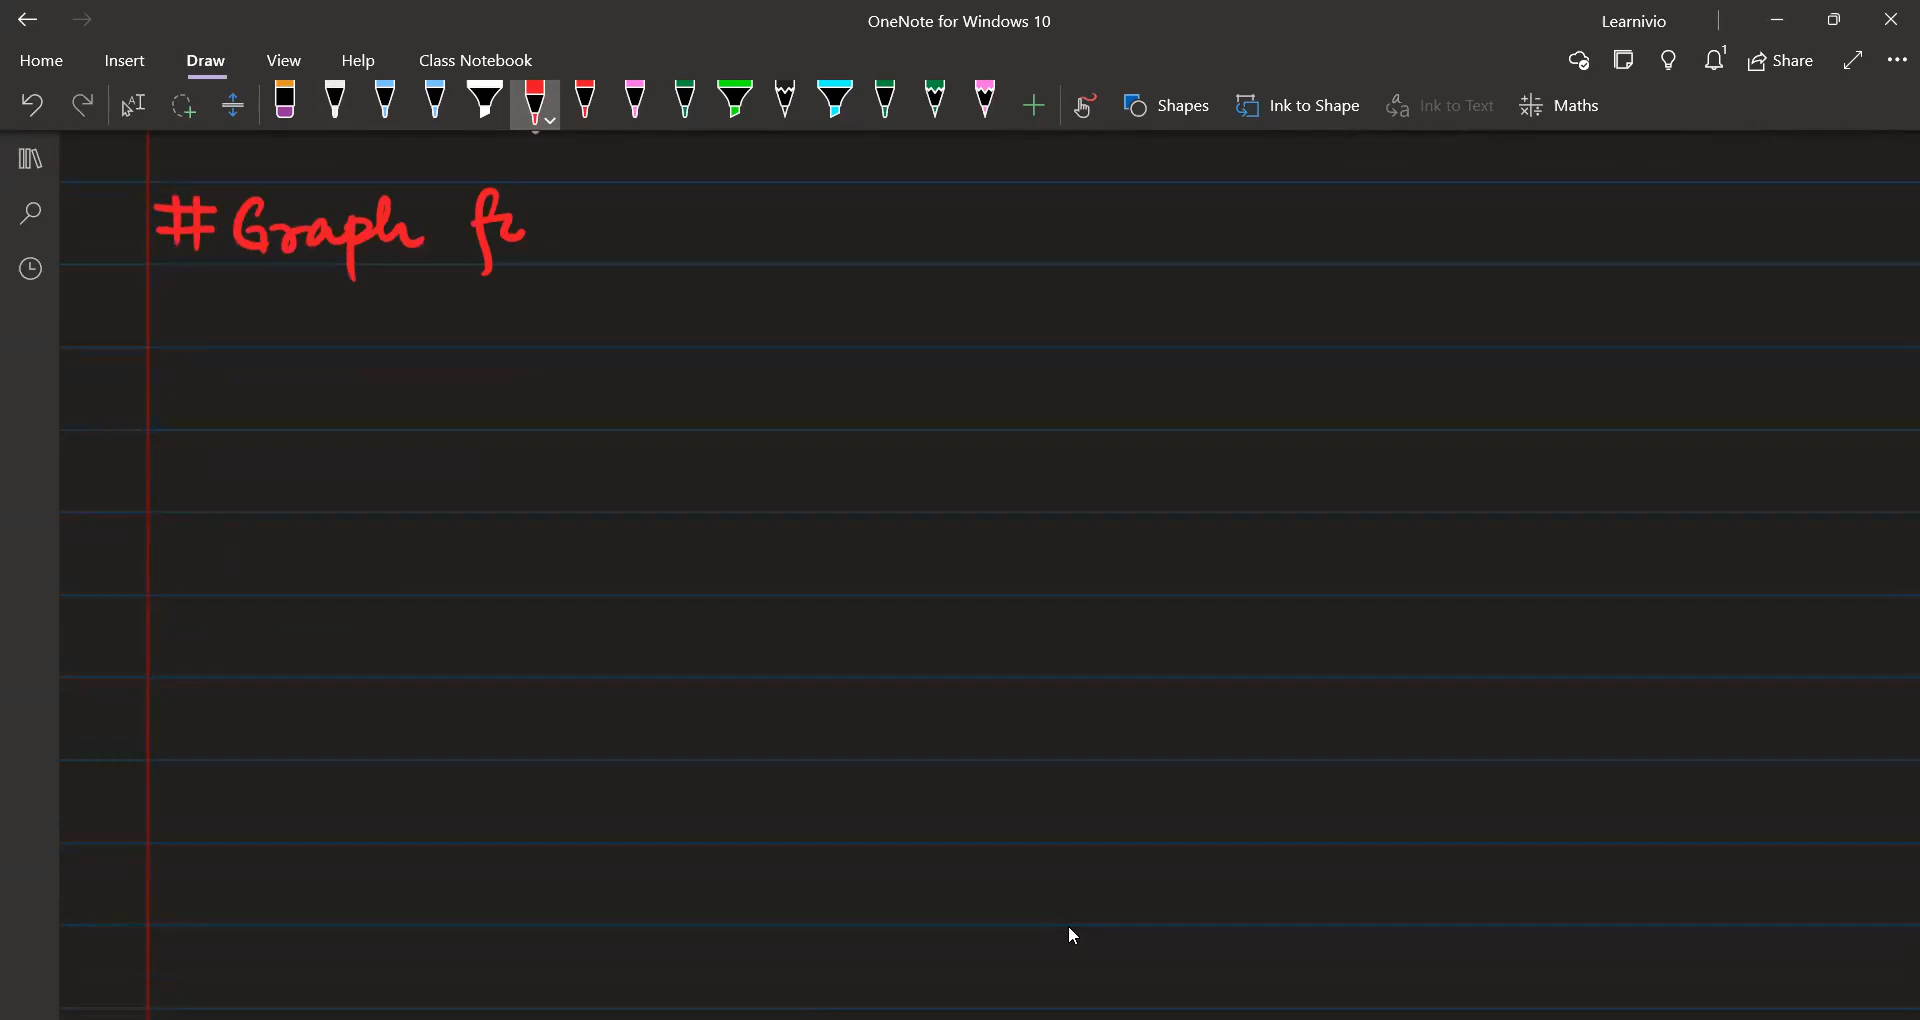 OneNote for Windows 10
Learnivio
Home Insert Draw View Help Class Notebook
1
Share
Shapes Ink to Shape Ink to Text Maths
# Graph fr